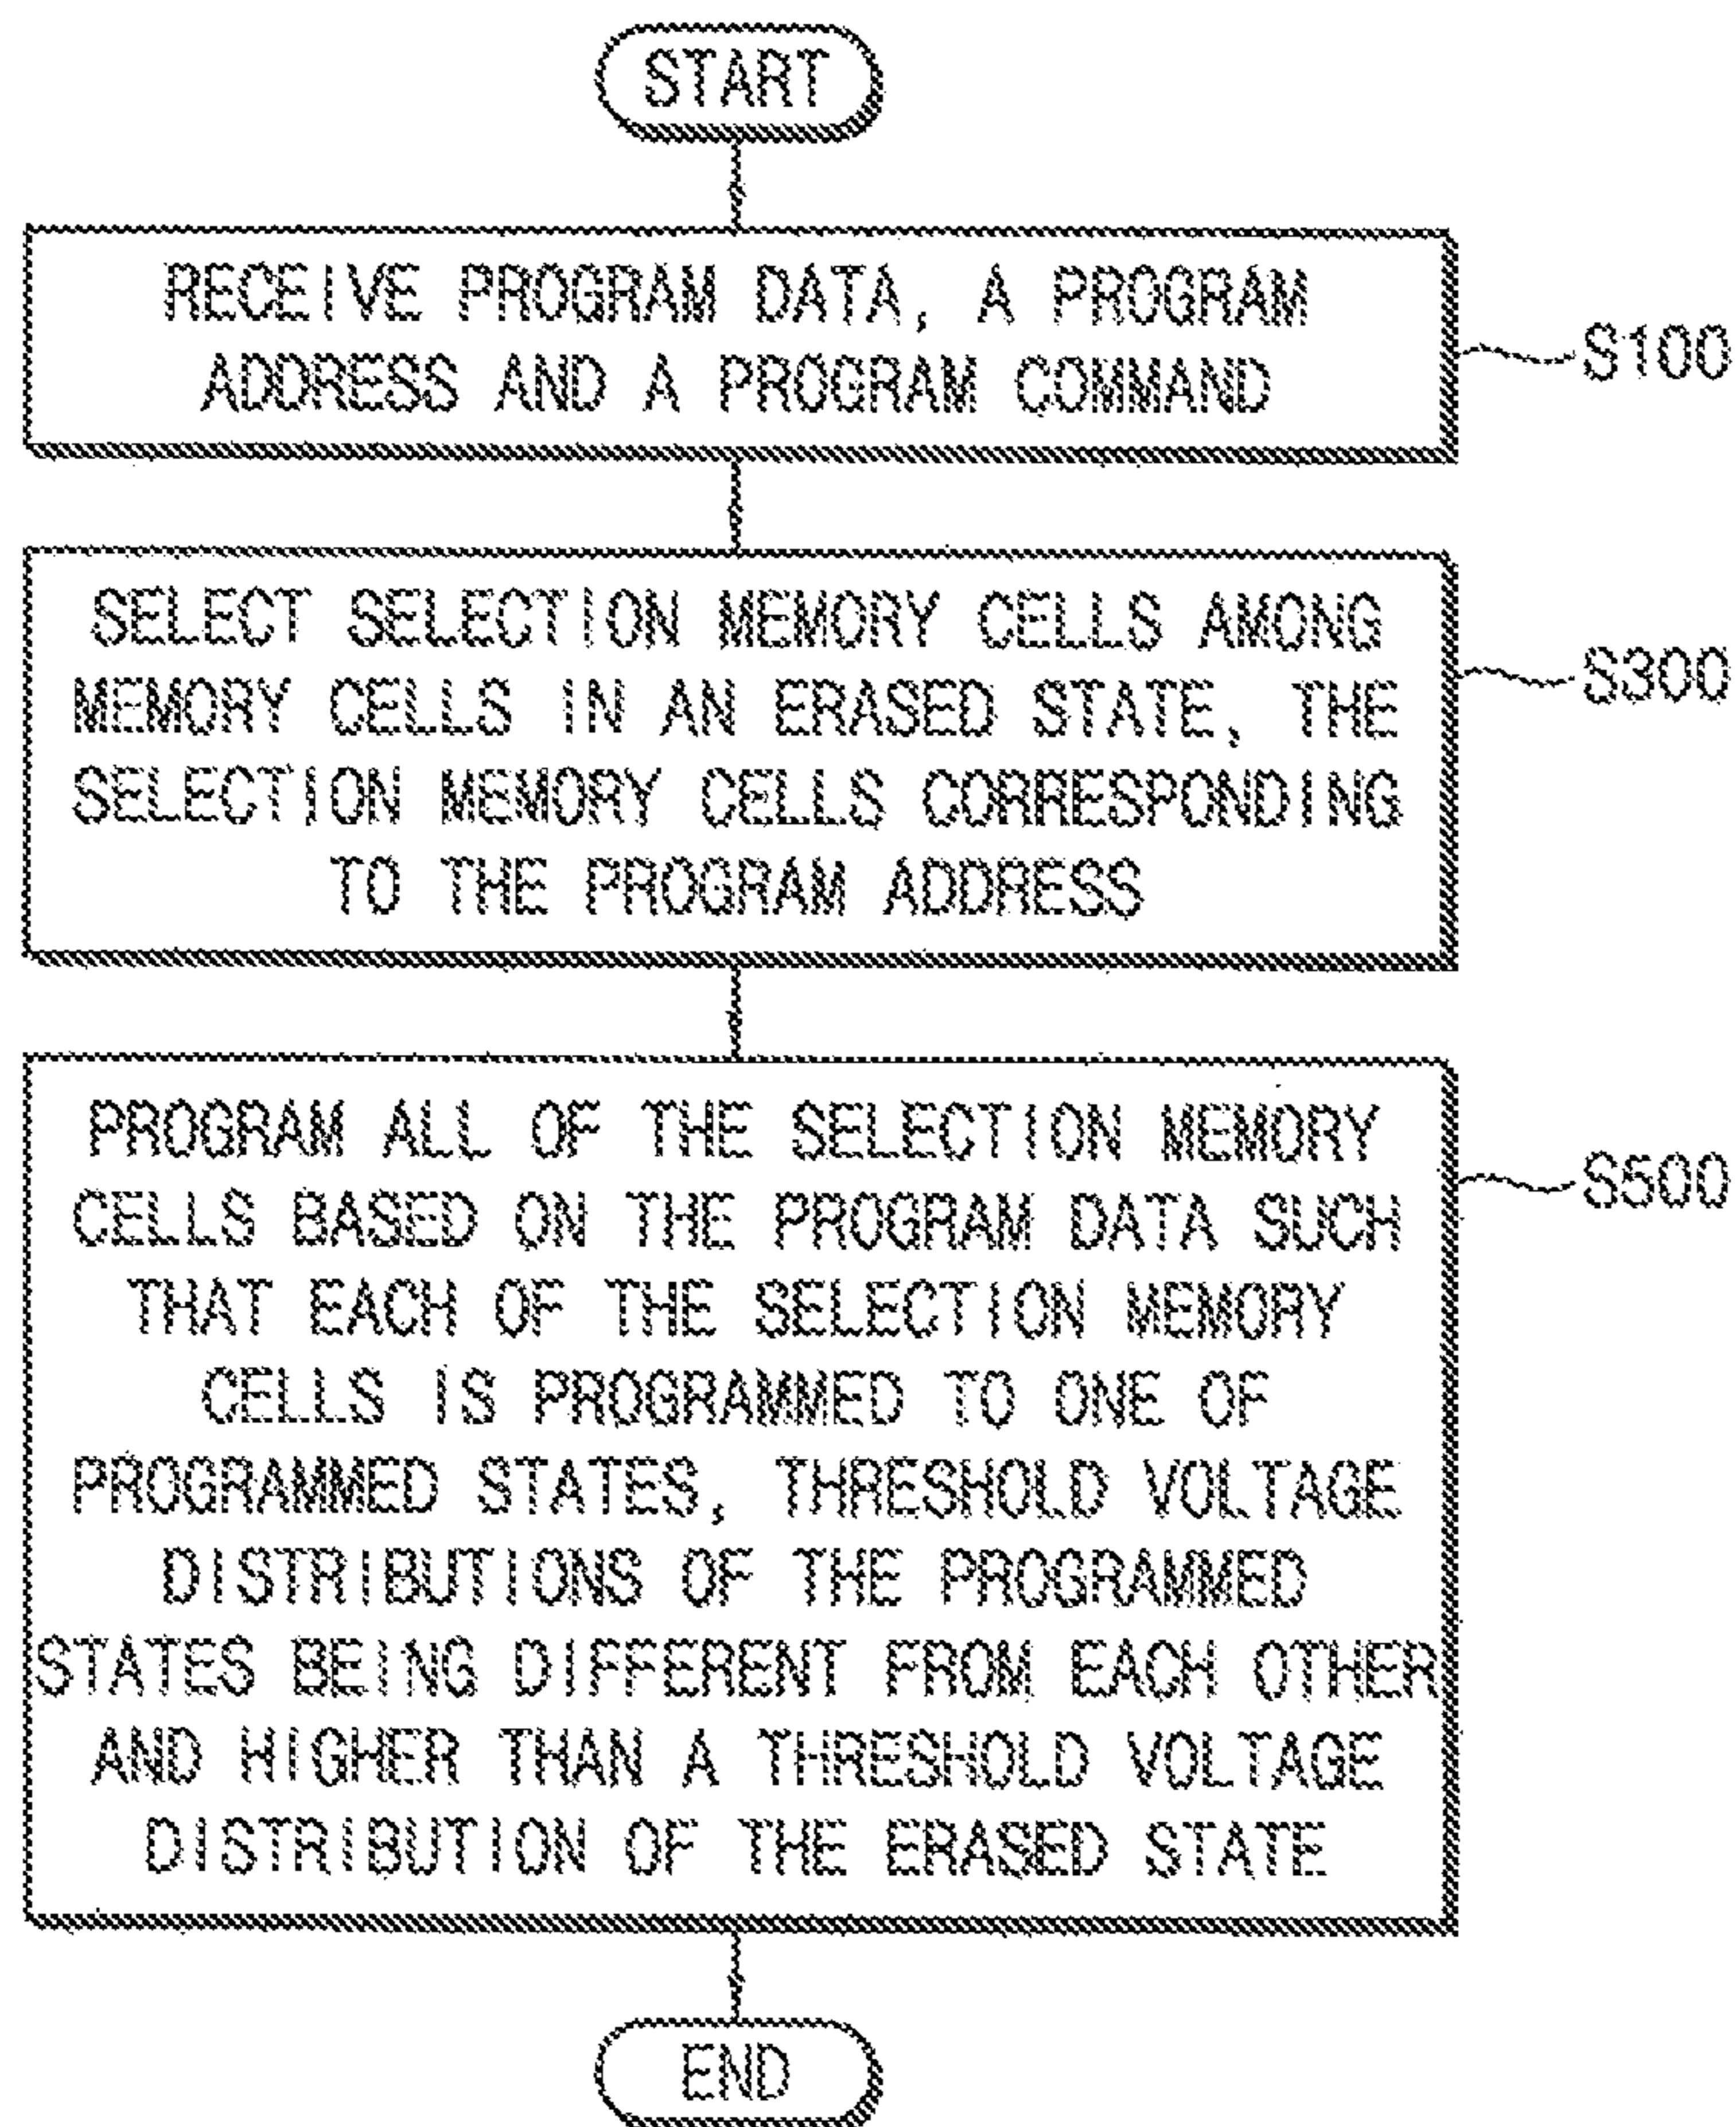 START
RECEIVE PROGRAM DATA, A PROGRAM
ADDRESS AND A PROGRAM COMMAND
S100
SELECT SELECTION MEMORY CELLS AMONG
MEMORY CELLS IN AN ERASED STATE, THE
SELECTION MEMORY CELLS CORRESPONDING
TO THE PROGRAM ADDRESS
S300
PROGRAM ALL OF THE SELECTION MEMORY
CELLS BASED ON THE PROGRAM DATA SUCH
THAT EACH OF THE SELECTION MEMORY
CELLS IS PROGRAMMED TO ONE OF
PROGRAMMED STATES, THRESHOLD VOLTAGE
DISTRIBUTIONS OF THE PROGRAMMED
STATES BEING DIFFERENT FROM EACH OTHER
AND HIGHER THAN A THRESHOLD VOLTAGE
DISTRIBUTION OF THE ERASED STATE
S500
END